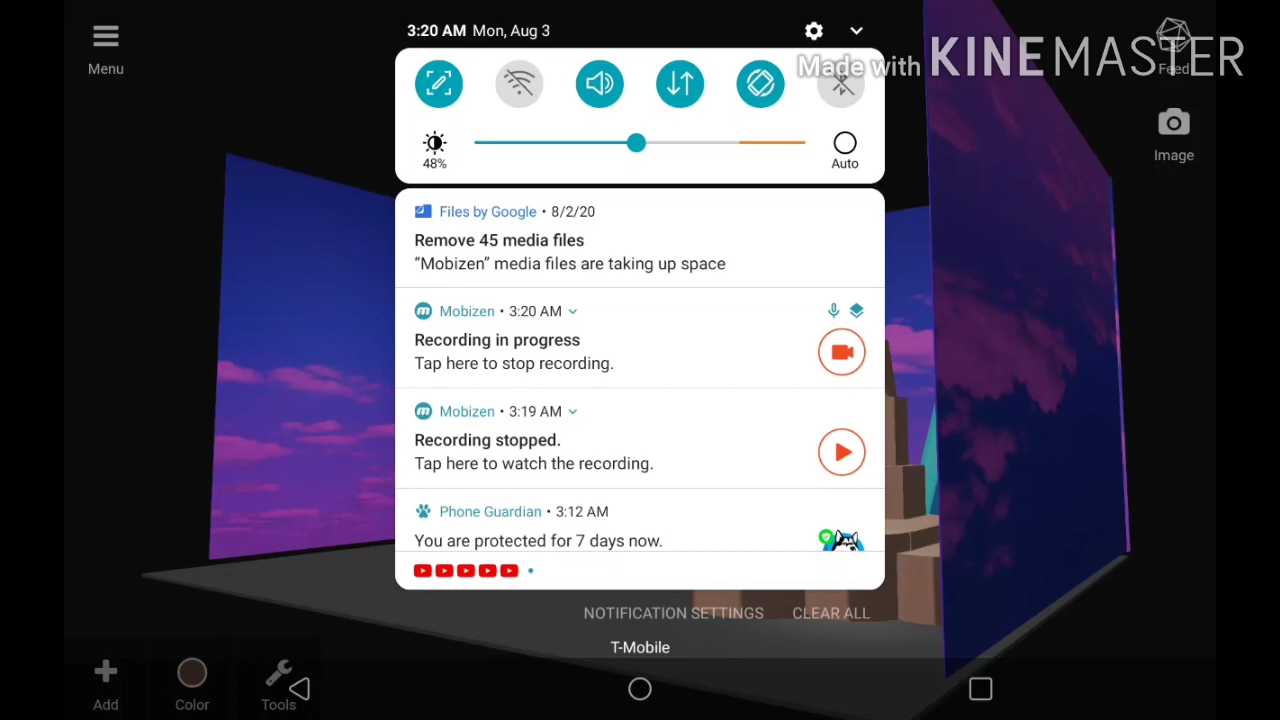 3:20 AM Mon, Aug 3
Made with KINEMASTER
Menu
Feed
48%
Auto
Image
Files by Google • 8/2/20
Remove 45 media files
“Mobizen” media files are taking up space
Mobizen • 3:20 AM
Recording in progress
Tap here to stop recording.
Mobizen • 3:19 AM
Recording stopped.
Tap here to watch the recording.
Phone Guardian • 3:12 AM
You are protected for 7 days now.
NOTIFICATION SETTINGS CLEAR ALL
T-Mobile
Add
Color
Tools